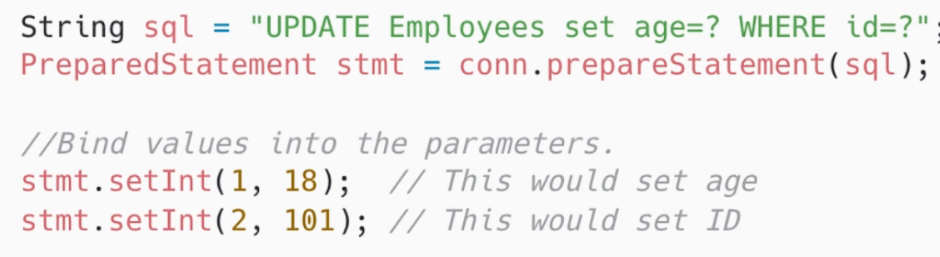 String sql = "UPDATE Employees set age=? WHERE id=?";
PreparedStatement stmt = conn.prepareStatement(sql);
//Bind values into the parameters.
stmt.setInt(1, 18);  // This would set age
stmt.setInt(2, 101); // This would set ID